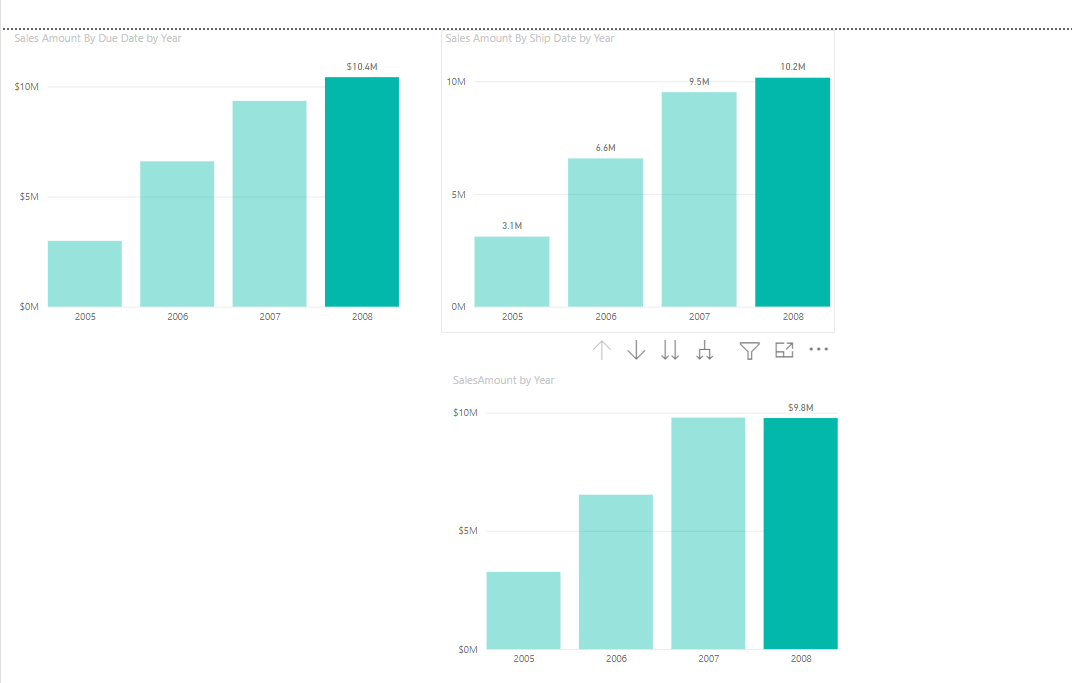 Sales Amount By Due Date by Year
$10.4M
$10M
$5M
$0M
2005 2006 2007 2008
Sales Amount By Ship Date by Year
10.2M
10M
9.5M
6.6M
5M
3.1M
0M
2005 2006 2007 2008
SalesAmount by Year
$9.8M
$10M
$5M
$0M
2005 2006 2007 2008